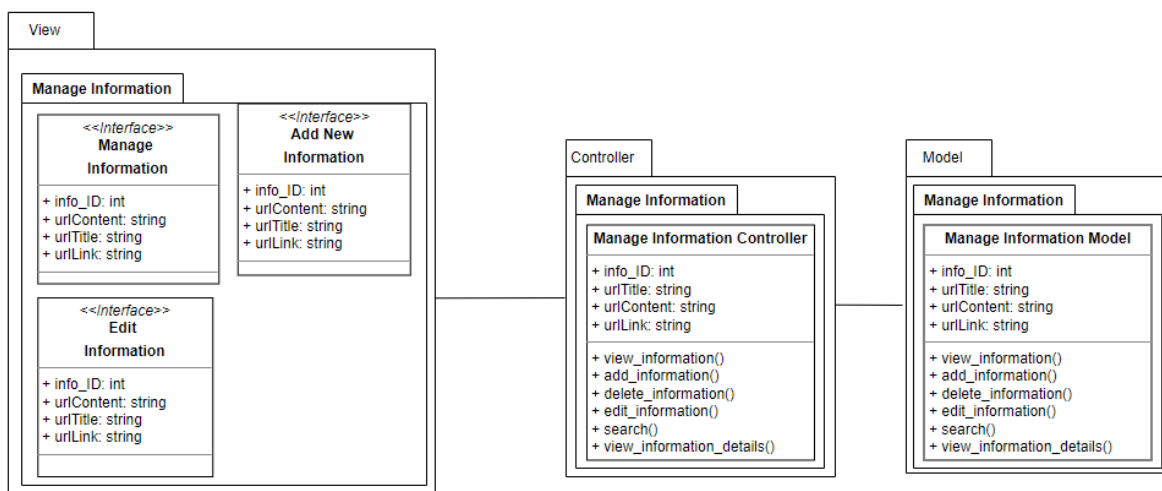 View
Manage Information
<<Interface>>
Manage
Information
+ info_ID: int
+ urlContent: string
+ urlTitle: string
+ urlLink: string
<<Interface>>
Add New
Information
+ info_ID: int
+ urlContent: string
+ urlTitle: string
+ urlLink: string
<<Interface>>
Edit
Information
+ info_ID: int
+ urlContent: string
+ urlTitle: string
+ urlLink: string
Controller
Manage Information
Manage Information Controller
+ info_ID: int
+ urlTitle: string
+ urlContent: string
+ urlLink: string
+ view_information()
+ add_information()
+ delete_information()
+ edit_information()
+ search()
+ view_information_details()
Model
Manage Information
Manage Information Model
+ info_ID: int
+ urlTitle: string
+ urlContent: string
+ urlLink: string
+ view_information()
+ add_information()
+ delete_information()
+ edit_information()
+ search()
+ view_information_details()